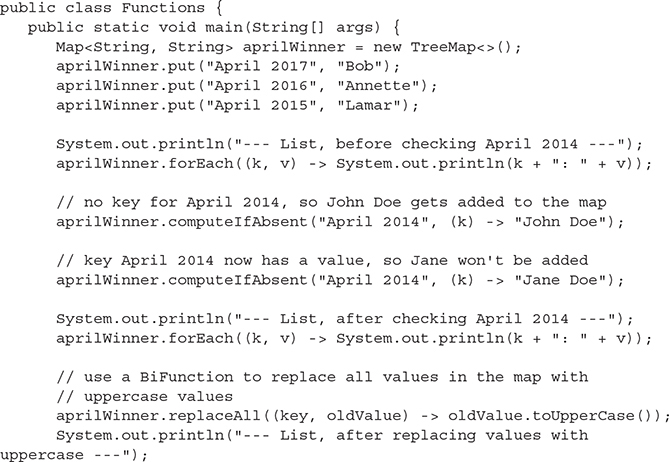 public class Functions {
public static void main(String[] args) {
Map<String, String> aprilWinner = new TreeMap<>();
aprilWinner.put("April 2017", "Bob");
aprilWinner.put("April 2016", "Annette");
aprilWinner.put("April 2015", "Lamar");
System.out.println("--- List, before checking April 2014 ---");
aprilWinner.forEach((k, v) -> System.out.println(k + ": " + v));
// no key for April 2014, so John Doe gets added to the map
aprilWinner.computeIfAbsent("April 2014", (k) -> "John Doe");
// key April 2014 now has a value, so Jane won't be added
aprilWinner.computeIfAbsent("April 2014", (k) -> "Jane Doe");
System.out.println("--- List, after checking April 2014 ---");
aprilWinner.forEach((k, v) -> System.out.println(k + ": " + v));
// use a BiFunction to replace all values in the map with
// uppercase values
aprilWinner.replaceAll((key, oldValue) -> oldValue.toUpperCase());
System.out.println("--- List, after replacing values with
uppercase ---");